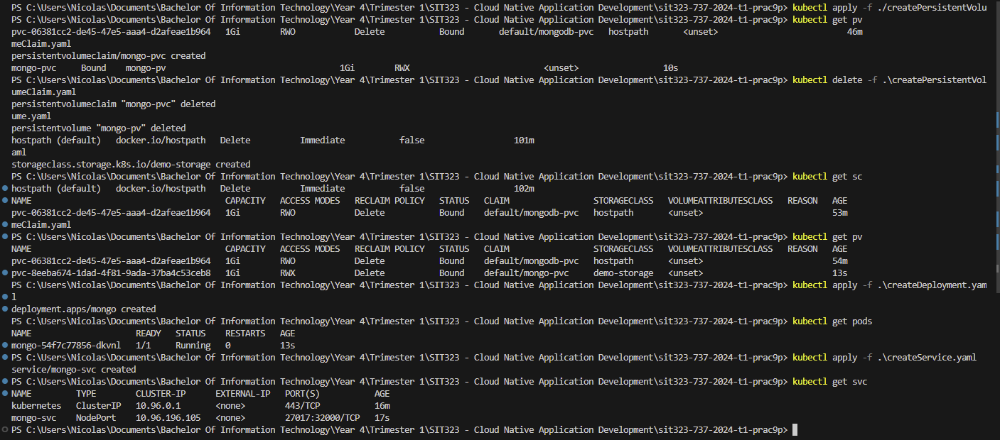 PS C:\Users\Nicolas\Documents\Bachelor Of Information Technology\Year 4\Trimester 1\SIT323 - Cloud Native Application Development\sit323-737-2024-t1-prac9p> kubectl apply -f ./createPersistentVolu
PS C:\Users\Nicolas\Documents\Bachelor Of Information Technology\Year 4\Trimester 1\SIT323 - Cloud Native Application Development\sit323-737-2024-t1-prac9p> kubectl get pv
pvc-06381cc2-de45-47e5-aaa4-d2afeae1b964   1Gi        RWO            Delete           Bound       default/mongodb-pvc   hostpath       <unset>                          46m
meClaim.yaml
persistentvolumeclaim/mongo-pvc created
mongo-pvc     Bound    mongo-pv                                   1Gi        RWX                           <unset>                 10s
PS C:\Users\Nicolas\Documents\Bachelor Of Information Technology\Year 4\Trimester 1\SIT323 - Cloud Native Application Development\sit323-737-2024-t1-prac9p> kubectl delete -f .\createPersistentVol
umeClaim.yaml
persistentvolumeclaim "mongo-pvc" deleted
ume.yaml
persistentvolume "mongo-pv" deleted
hostpath (default)   docker.io/hostpath   Delete          Immediate           false                  101m
aml
storageclass.storage.k8s.io/demo-storage created
PS C:\Users\Nicolas\Documents\Bachelor Of Information Technology\Year 4\Trimester 1\SIT323 - Cloud Native Application Development\sit323-737-2024-t1-prac9p> kubectl get sc
hostpath (default)   docker.io/hostpath   Delete          Immediate           false                  102m
NAME                                       CAPACITY   ACCESS MODES   RECLAIM POLICY   STATUS   CLAIM                 STORAGECLASS   VOLUMEATTRIBUTESCLASS   REASON   AGE
pvc-06381cc2-de45-47e5-aaa4-d2afeae1b964   1Gi        RWO            Delete           Bound    default/mongodb-pvc   hostpath       <unset>                          53m
meClaim.yaml
PS C:\Users\Nicolas\Documents\Bachelor Of Information Technology\Year 4\Trimester 1\SIT323 - Cloud Native Application Development\sit323-737-2024-t1-prac9p> kubectl get pv
NAME                                       CAPACITY   ACCESS MODES   RECLAIM POLICY   STATUS   CLAIM                 STORAGECLASS   VOLUMEATTRIBUTESCLASS   REASON   AGE
pvc-06381cc2-de45-47e5-aaa4-d2afeae1b964   1Gi        RWO            Delete           Bound    default/mongodb-pvc   hostpath       <unset>                          54m
pvc-8eeba674-1dad-4f81-9ada-37ba4c53ceb8   1Gi        RWX            Delete           Bound    default/mongo-pvc     demo-storage   <unset>                          13s
PS C:\Users\Nicolas\Documents\Bachelor Of Information Technology\Year 4\Trimester 1\SIT323 - Cloud Native Application Development\sit323-737-2024-t1-prac9p> kubectl apply -f .\createDeployment.yam
l
deployment.apps/mongo created
PS C:\Users\Nicolas\Documents\Bachelor Of Information Technology\Year 4\Trimester 1\SIT323 - Cloud Native Application Development\sit323-737-2024-t1-prac9p> kubectl get pods
NAME                     READY   STATUS    RESTARTS   AGE
mongo-54f7c77856-dkvnl   1/1     Running   0          13s
PS C:\Users\Nicolas\Documents\Bachelor Of Information Technology\Year 4\Trimester 1\SIT323 - Cloud Native Application Development\sit323-737-2024-t1-prac9p> kubectl apply -f .\createService.yaml
service/mongo-svc created
PS C:\Users\Nicolas\Documents\Bachelor Of Information Technology\Year 4\Trimester 1\SIT323 - Cloud Native Application Development\sit323-737-2024-t1-prac9p> kubectl get svc
NAME         TYPE        CLUSTER-IP      EXTERNAL-IP   PORT(S)           AGE
kubernetes   ClusterIP   10.96.0.1       <none>        443/TCP           16m
mongo-svc    NodePort    10.96.196.105   <none>        27017:32000/TCP   17s
PS C:\Users\Nicolas\Documents\Bachelor Of Information Technology\Year 4\Trimester 1\SIT323 - Cloud Native Application Development\sit323-737-2024-t1-prac9p>